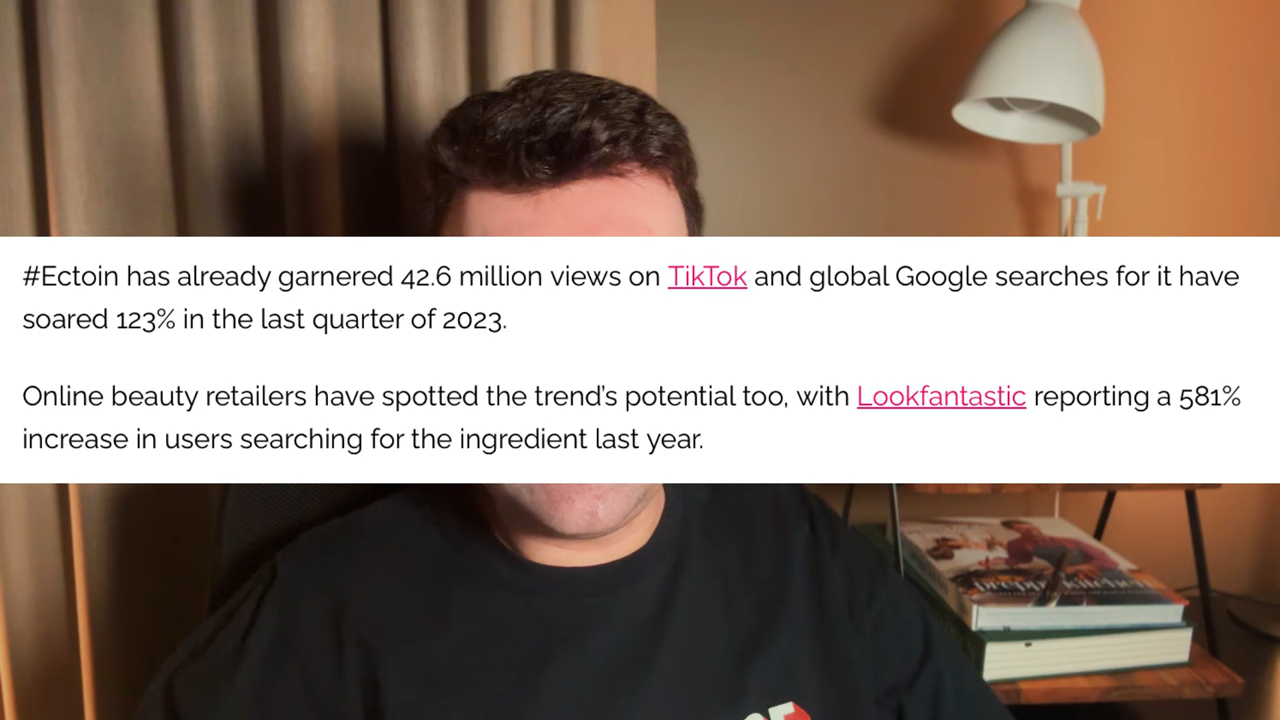 #Ectoin has already garnered 42.6 million views on TikTok and global Google searches for it have
soared 123% in the last quarter of 2023.
Online beauty retailers have spotted the trend’s potential too, with Lookfantastic reporting a 581%
increase in users searching for the ingredient last year.
kitchen